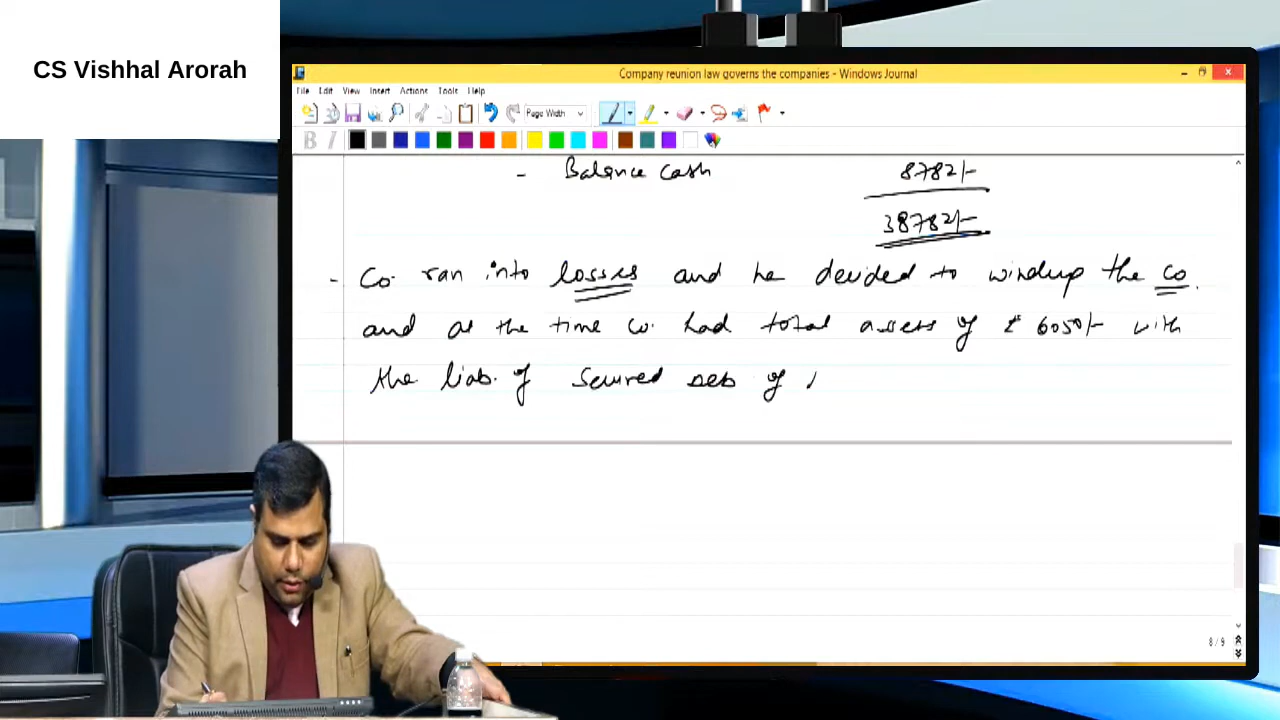 CS Vishhal Arorah
Company reunion law governs the companies - Windows Journal
File Edit View Insert Actions Tools Help
Page Width
B I
- Balance cash 8782/-
38782/-
- Co. ran into losses and he decided to windup the co.
and at the time co. had total assets of ₹ 6050/- with
the liab. of secured deb of
8 / 9